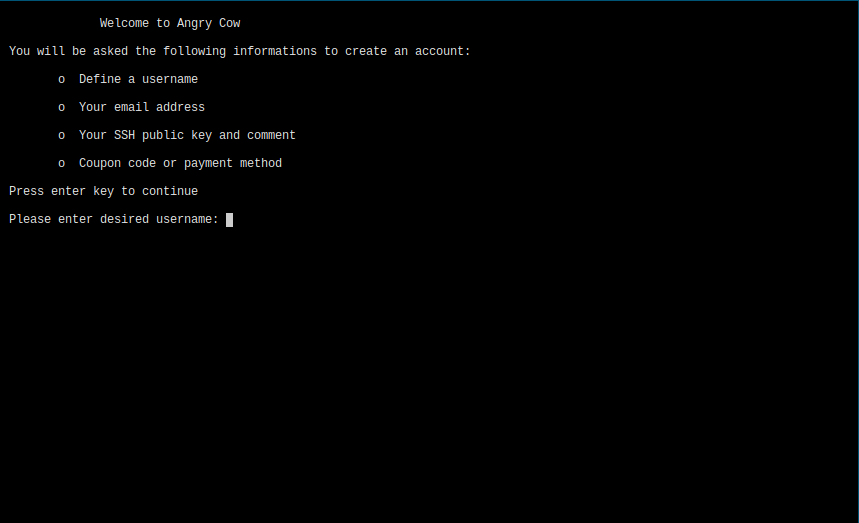 Welcome to Angry Cow
You will be asked the following informations to create an account:
o Define a username
o Your email address
o Your SSH public key and comment
o Coupon code or payment method
Press enter key to continue
Please enter desired username: